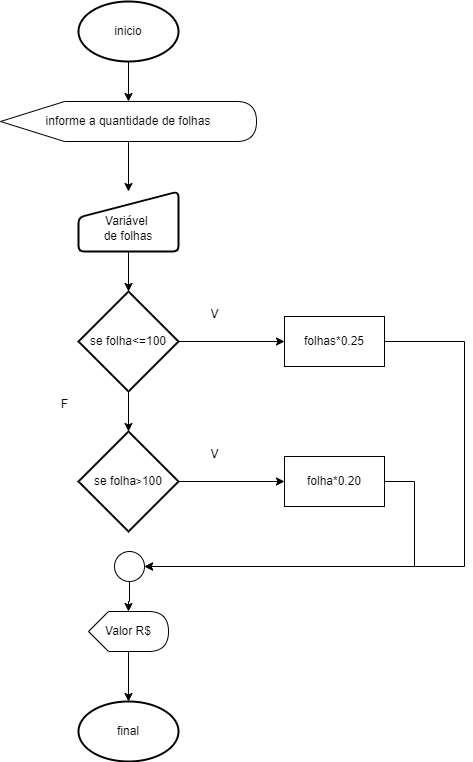 inicio
informe a quantidade de folhas
Variável
de folhas
V
se folha<=100
folhas*0.25
F
V
se folha>100
folha*0.20
Valor R$
final